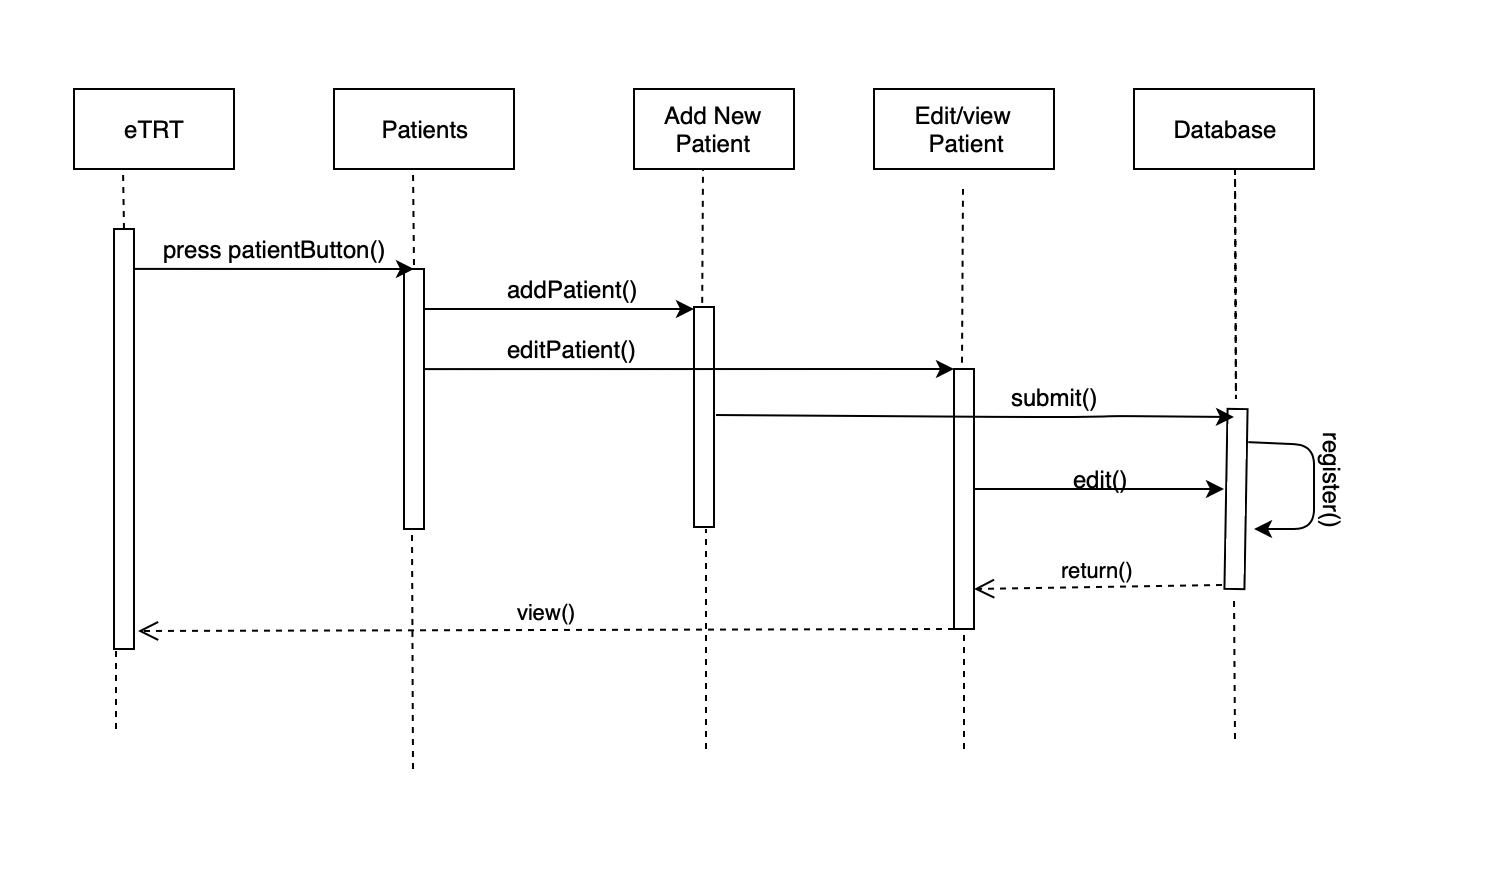 eTRT
Patients
Add New
Patient
Edit/view
Patient
Database
press patientButton()
addPatient()
editPatient()
submit()
register()
edit()
return()
view()